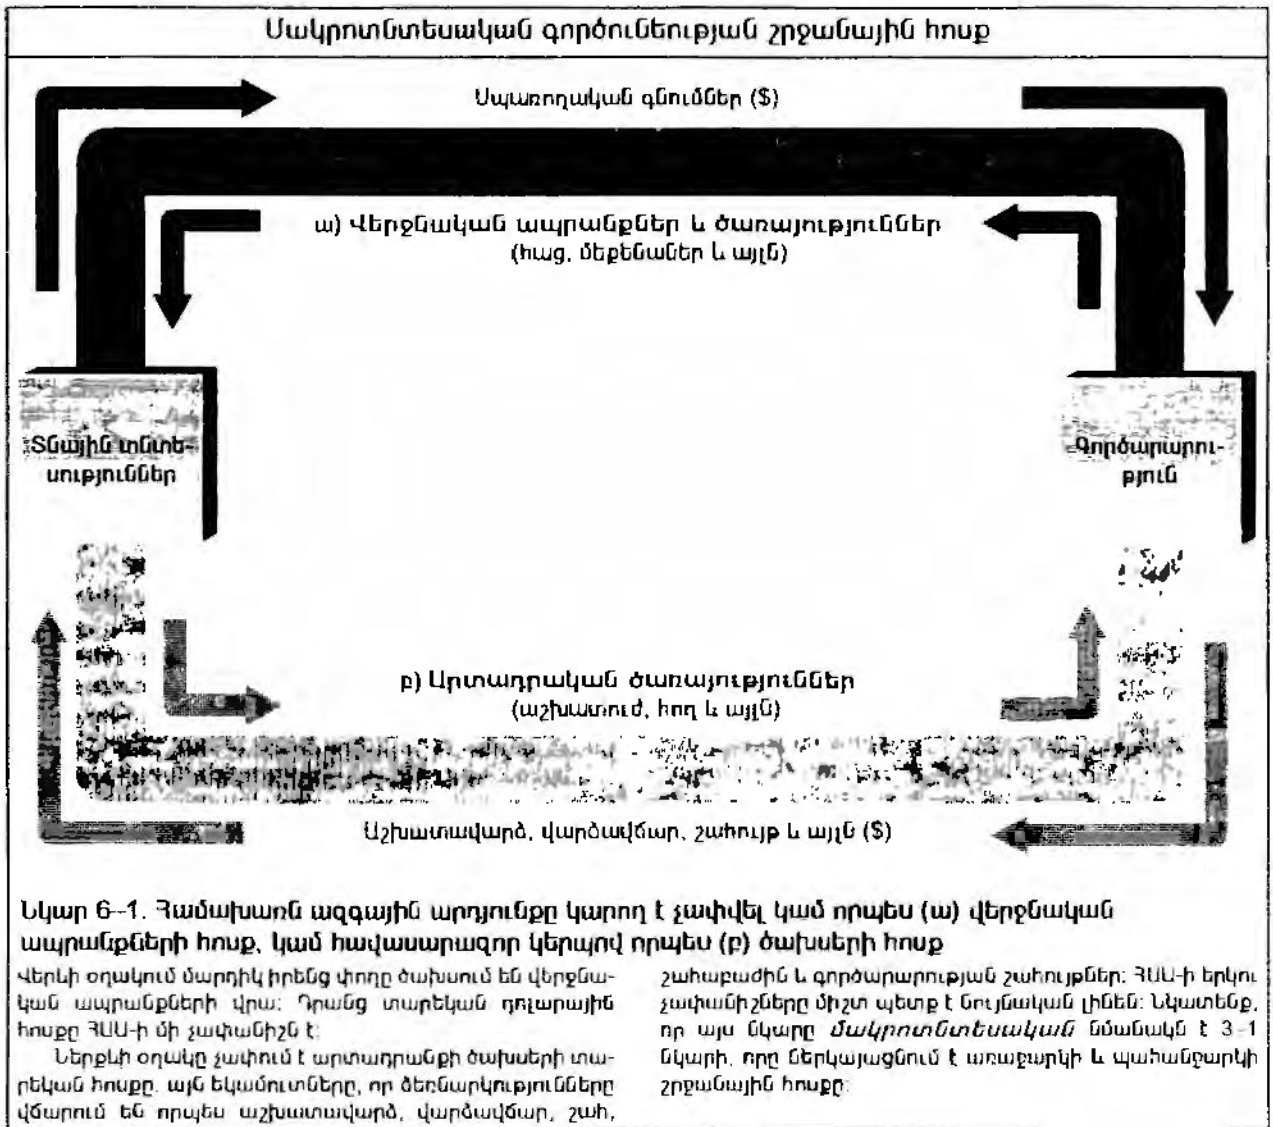 Մակրոտնտեսական գործունեության շրջանային հոսք
Սպառողական գնումներ ($)
ա) Վերջնական ապրանքներ և ծառայություններ
(հաց, մեքենաներ և այլն)
Տնային տնտե-
սություններ
Գործարարու-
թյուն
բ) Արտադրական ծառայություններ
(աշխատուժ, հող և այլն)
Աշխատավարձ, վարձավճար, շահույթ և այլն ($)
Նկար 6–1. Համախառն ազգային արդյունքը կարող է չափվել կամ որպես (ա) վերջնական
ապրանքների հոսք, կամ հավասարազոր կերպով որպես (բ) ծախսերի հոսք
Վերևի օղակում մարդիկ իրենց փողը ծախսում են վերջնա-
կան ապրանքների վրա: Դրանց տարեկան դոլարային
հոսքը ՀԱԱ-ի մի չափանիշն է:
Ներքևի օղակը չափում է արտադրանքի ծախսերի տա-
րեկան հոսքը. այն եկամուտները, որ ձեռնարկությունները
վճարում են որպես աշխատավարձ, վարձավճար, շահ,
շահաբաժին և գործարարության շահույթներ: ՀԱԱ-ի երկու
չափանիշները միշտ պետք է նույնական լինեն: Նկատենք,
որ այս նկարը մակրոտնտեսական նմանակն է 3–1
նկարի, որը ներկայացնում է առաջարկի և պահանջարկի
շրջանային հոսքը: